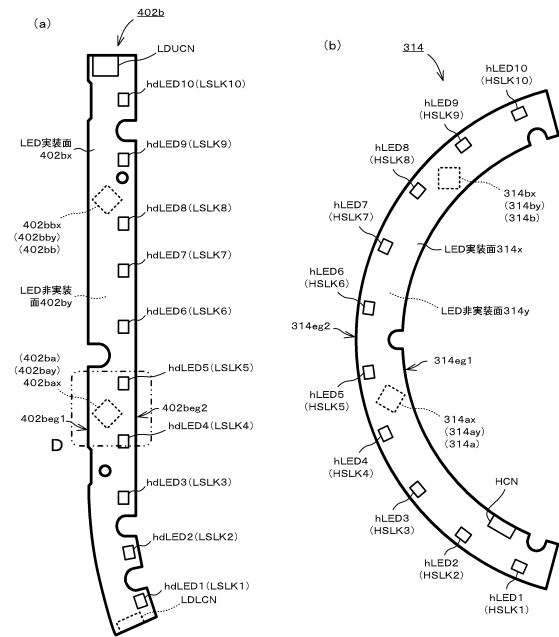 (a)
402b
LDUCN
hdLED10(LSLK10)
LED実装面
402bx
hdLED9(LSLK9)
402bbx
(402bby)
(402bb)
hdLED8(LSLK8)
hdLED7(LSLK7)
LED非実装
面402by
hdLED6(LSLK6)
(402ba)
(402bay)
402bax
hdLED5(LSLK5)
402beg1
402beg2
D
hdLED4(LSLK4)
hdLED3(LSLK3)
hdLED2(LSLK2)
hdLED1(LSLK1)
LDLCN
(b)
314
hLED10
(HSLK10)
hLED9
(HSLK9)
hLED8
(HSLK8)
314bx
(314by)
(314b)
hLED7
(HSLK7)
LED実装面314x
hLED6
(HSLK6)
LED非実装面314y
314eg2
314eg1
hLED5
(HSLK5)
314ax
(314ay)
(314a)
hLED4
(HSLK4)
HCN
hLED3
(HSLK3)
hLED2
(HSLK2)
hLED1
(HSLK1)